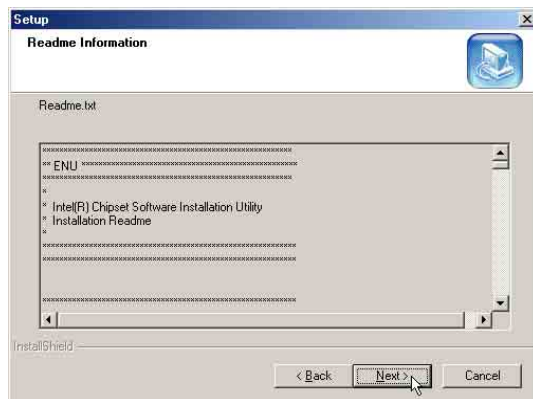 Setup
Readme Information
Readme.txt
** ENU **************************************************
*
* Intel(R) Chipset Software Installation Utility
* Installation Readme
*
InstallShield
< Back
Next >
Cancel